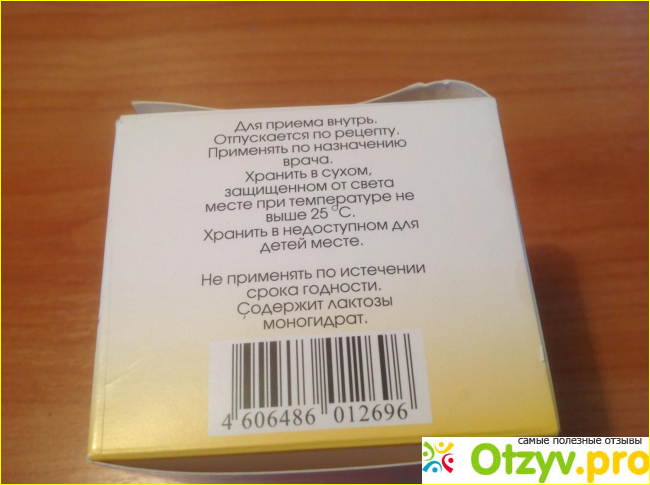 Для приема внутрь.
Отпускается по рецепту.
Применять по назначению
врача.
Хранить в сухом,
защищенном от света
месте при температуре не
выше 25 °С.
Хранить в недоступном для
детей месте.
Не применять по истечении
срока годности.
Содержит лактозы
моногидрат.
4 606486 012696
самые полезные отзывы
Otzyv.pro